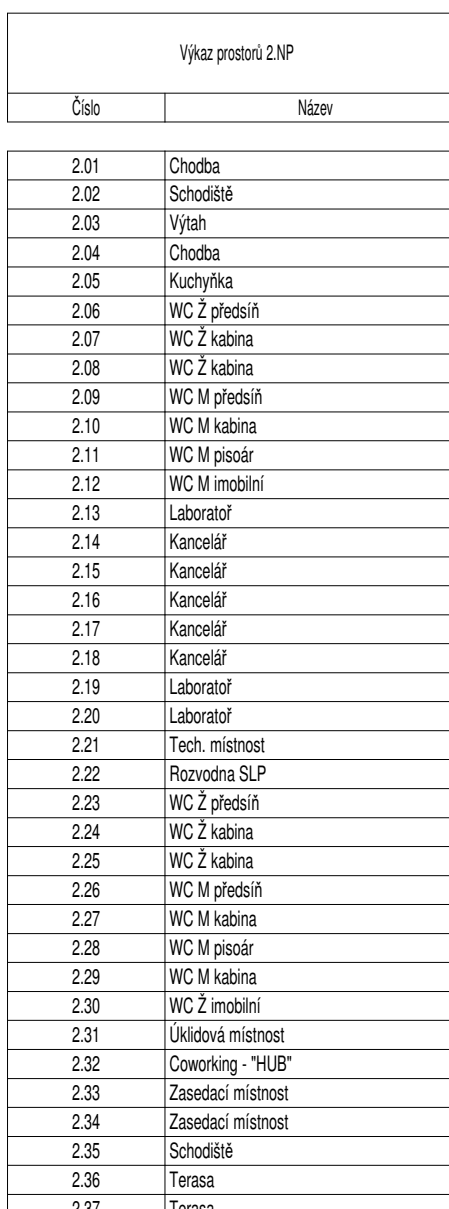 Výkaz prostorů 2.NP
Číslo Název
2.01 Chodba
2.02 Schodiště
2.03 Výtah
2.04 Chodba
2.05 Kuchyňka
2.06 WC Ž předsíň
2.07 WC Ž kabina
2.08 WC Ž kabina
2.09 WC M předsíň
2.10 WC M kabina
2.11 WC M pisoár
2.12 WC M imobilní
2.13 Laboratoř
2.14 Kancelář
2.15 Kancelář
2.16 Kancelář
2.17 Kancelář
2.18 Kancelář
2.19 Laboratoř
2.20 Laboratoř
2.21 Tech. místnost
2.22 Rozvodna SLP
2.23 WC Ž předsíň
2.24 WC Ž kabina
2.25 WC Ž kabina
2.26 WC M předsíň
2.27 WC M kabina
2.28 WC M pisoár
2.29 WC M kabina
2.30 WC Ž imobilní
2.31 Úklidová místnost
2.32 Coworking - "HUB"
2.33 Zasedací místnost
2.34 Zasedací místnost
2.35 Schodiště
2.36 Terasa
2.37 Terasa